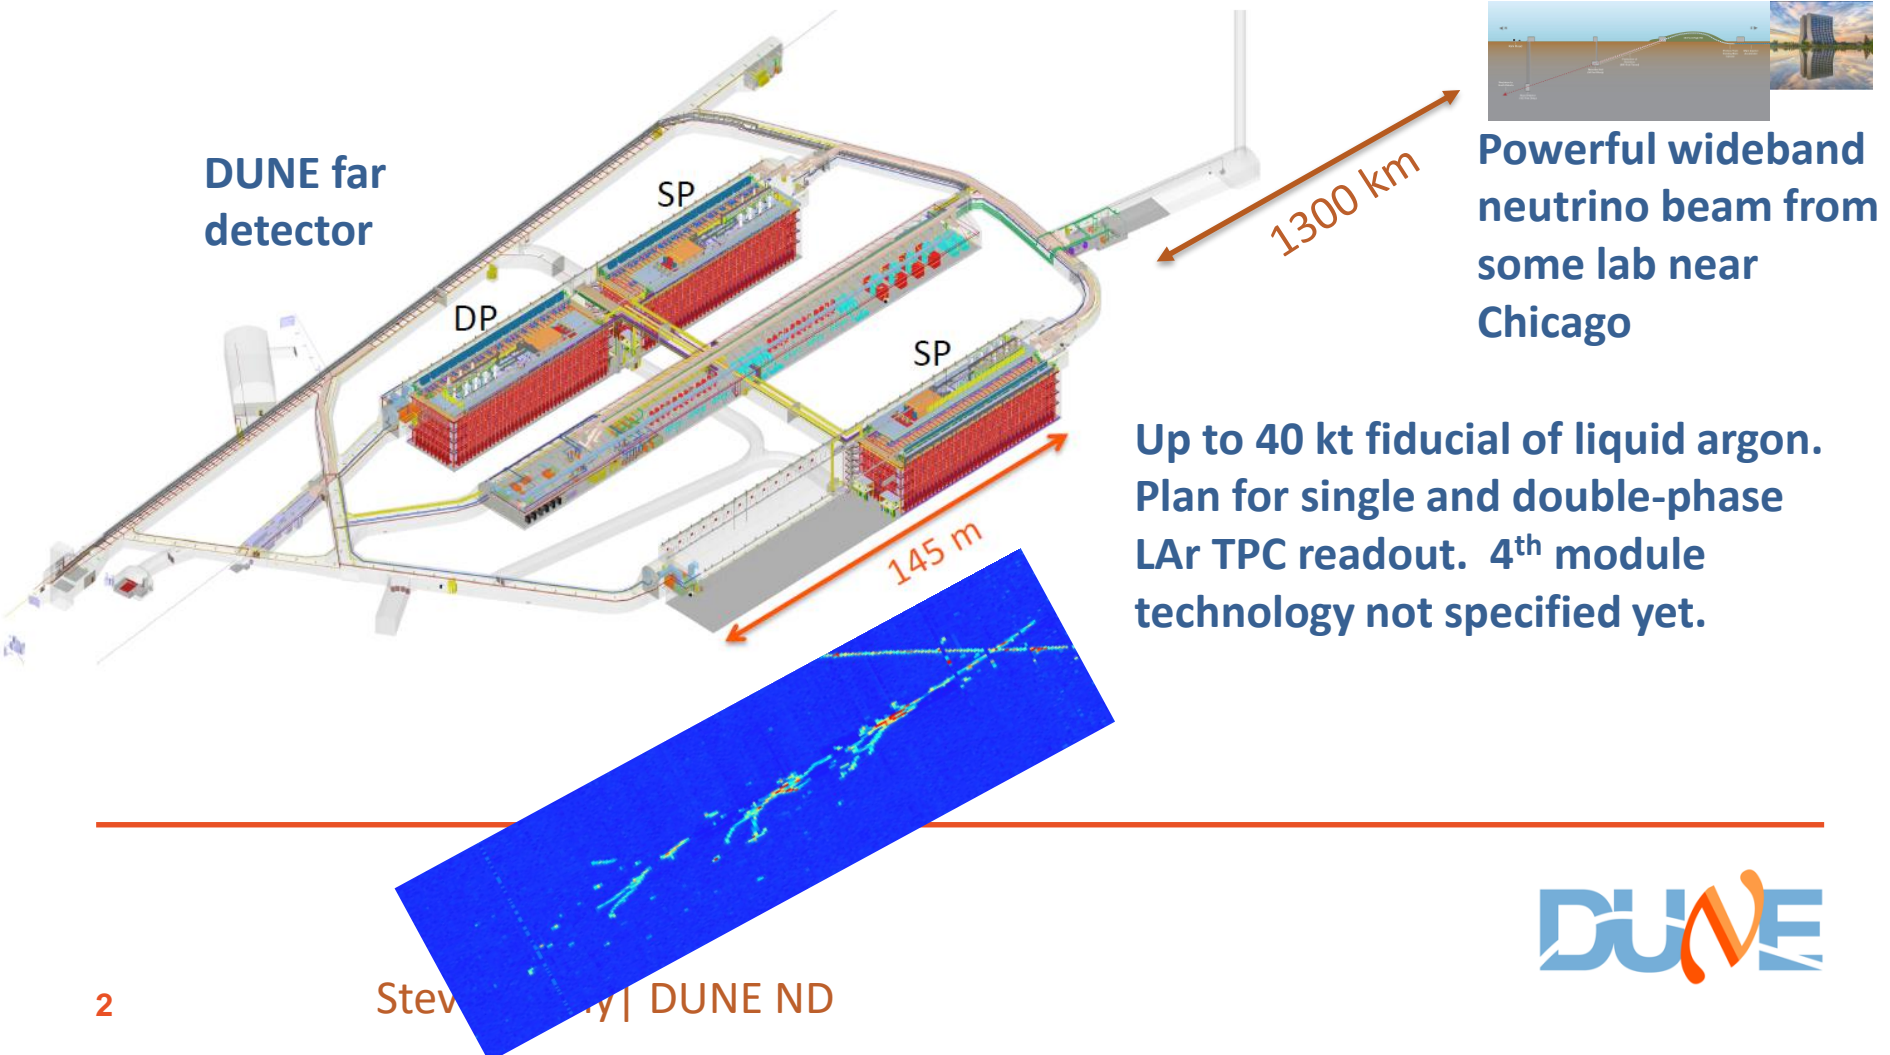 DUNE far
detector
SP
DP
SP
1300 km
145 m
Powerful wideband
neutrino beam from
some lab near
Chicago
Up to 40 kt fiducial of liquid argon.
Plan for single and double-phase
LAr TPC readout. 4th module
technology not specified yet.
DUNE
2
| DUNE ND